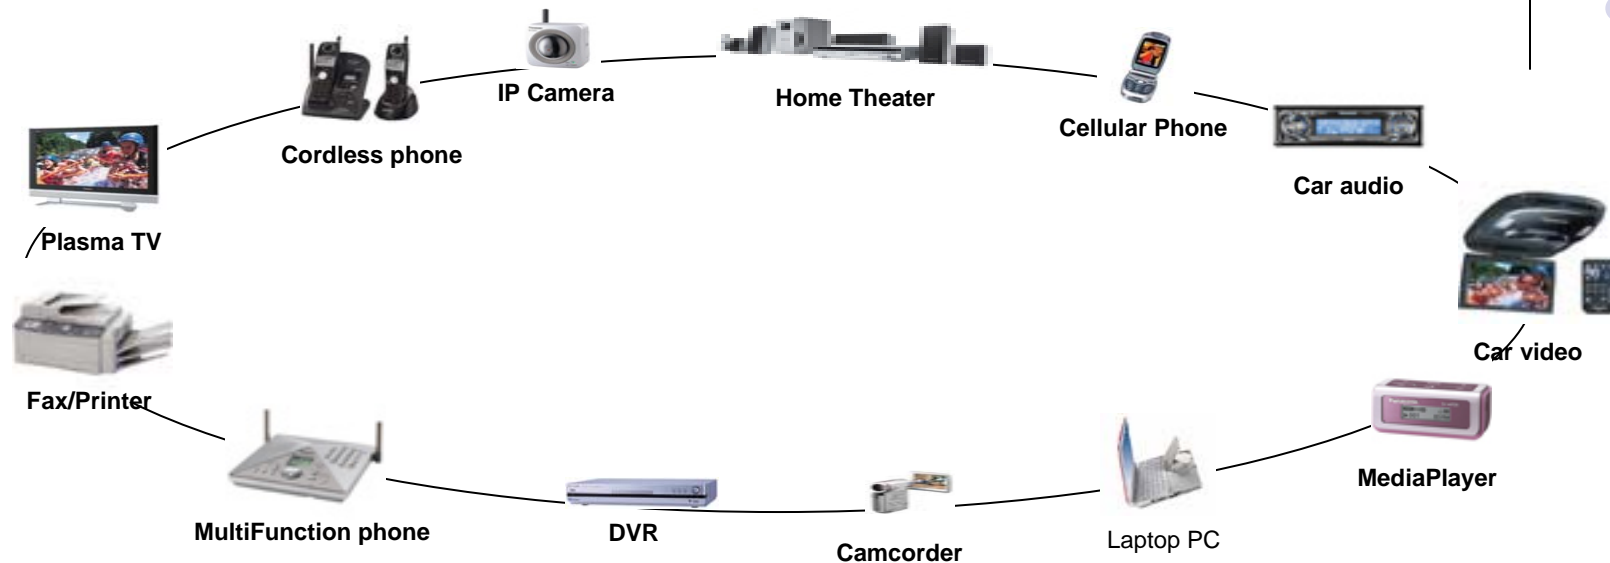 IP Camera
Home Theater
Cellular Phone
Cordless phone
Car audio
Plasma TV
Car video
Fax/Printer
MediaPlayer
MultiFunction phone
DVR
Camcorder
Laptop PC